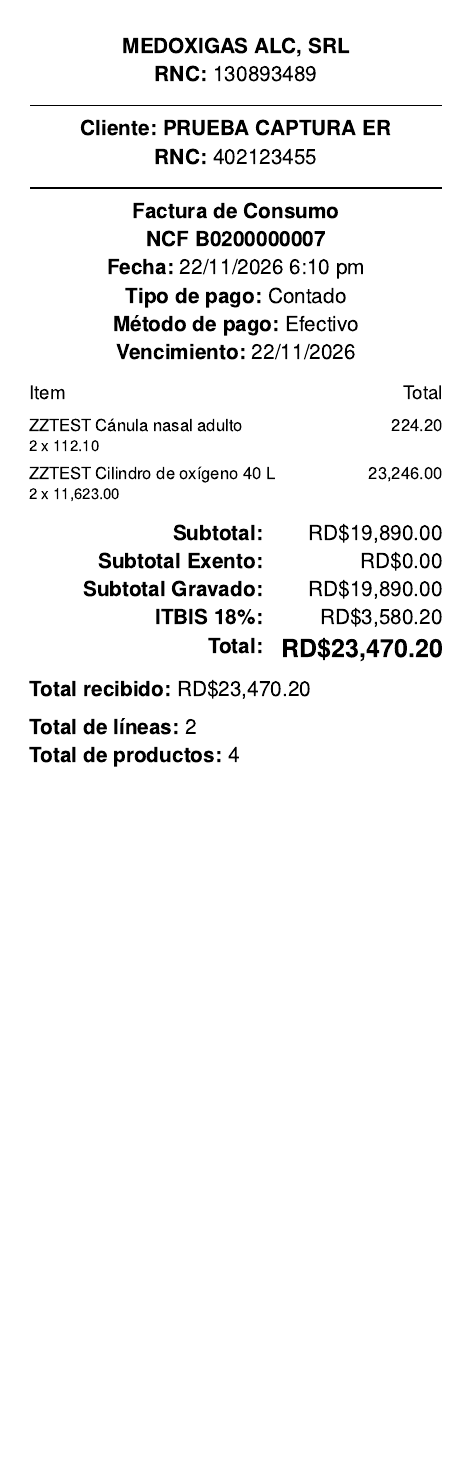 MEDOXIGAS ALC, SRL
RNC: 130893489
Cliente: PRUEBA CAPTURA ER
RNC: 402123455
Factura de Consumo
NCF B0200000007
Fecha: 22/11/2026 6:10 pm
Tipo de pago: Contado
Método de pago: Efectivo
Vencimiento: 22/11/2026
Item Total
ZZTEST Cánula nasal adulto 224.20
2 x 112.10
ZZTEST Cilindro de oxígeno 40 L 23,246.00
2 x 11,623.00
Subtotal: RD$19,890.00
Subtotal Exento: RD$0.00
Subtotal Gravado: RD$19,890.00
ITBIS 18%: RD$3,580.20
Total: RD$23,470.20
Total recibido: RD$23,470.20
Total de líneas: 2
Total de productos: 4